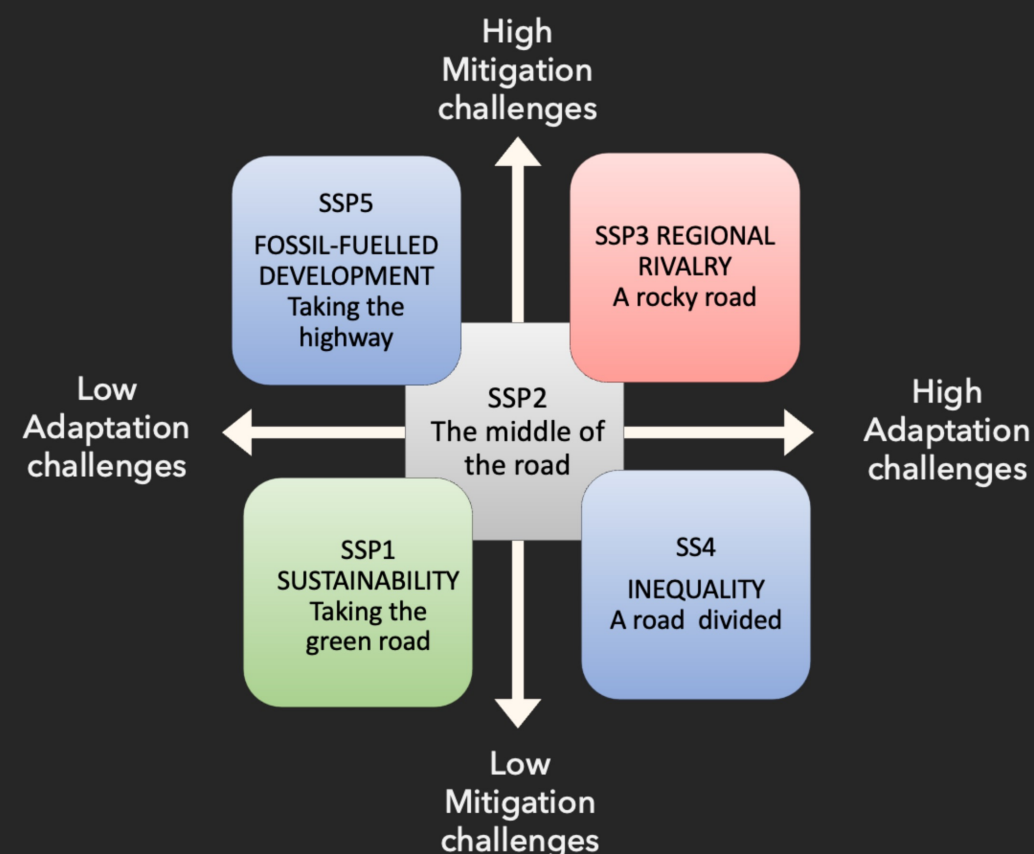 High
Mitigation
challenges
SSP5
FOSSIL-FUELLED
DEVELOPMENT
Taking the
highway
SSP3 REGIONAL
RIVALRY
A rocky road
Low
Adaptation
challenges
SSP2
The middle of
the road
High
Adaptation
challenges
SSP1
SUSTAINABILITY
Taking the
green road
SS4
INEQUALITY
A road divided
Low
Mitigation
challenges